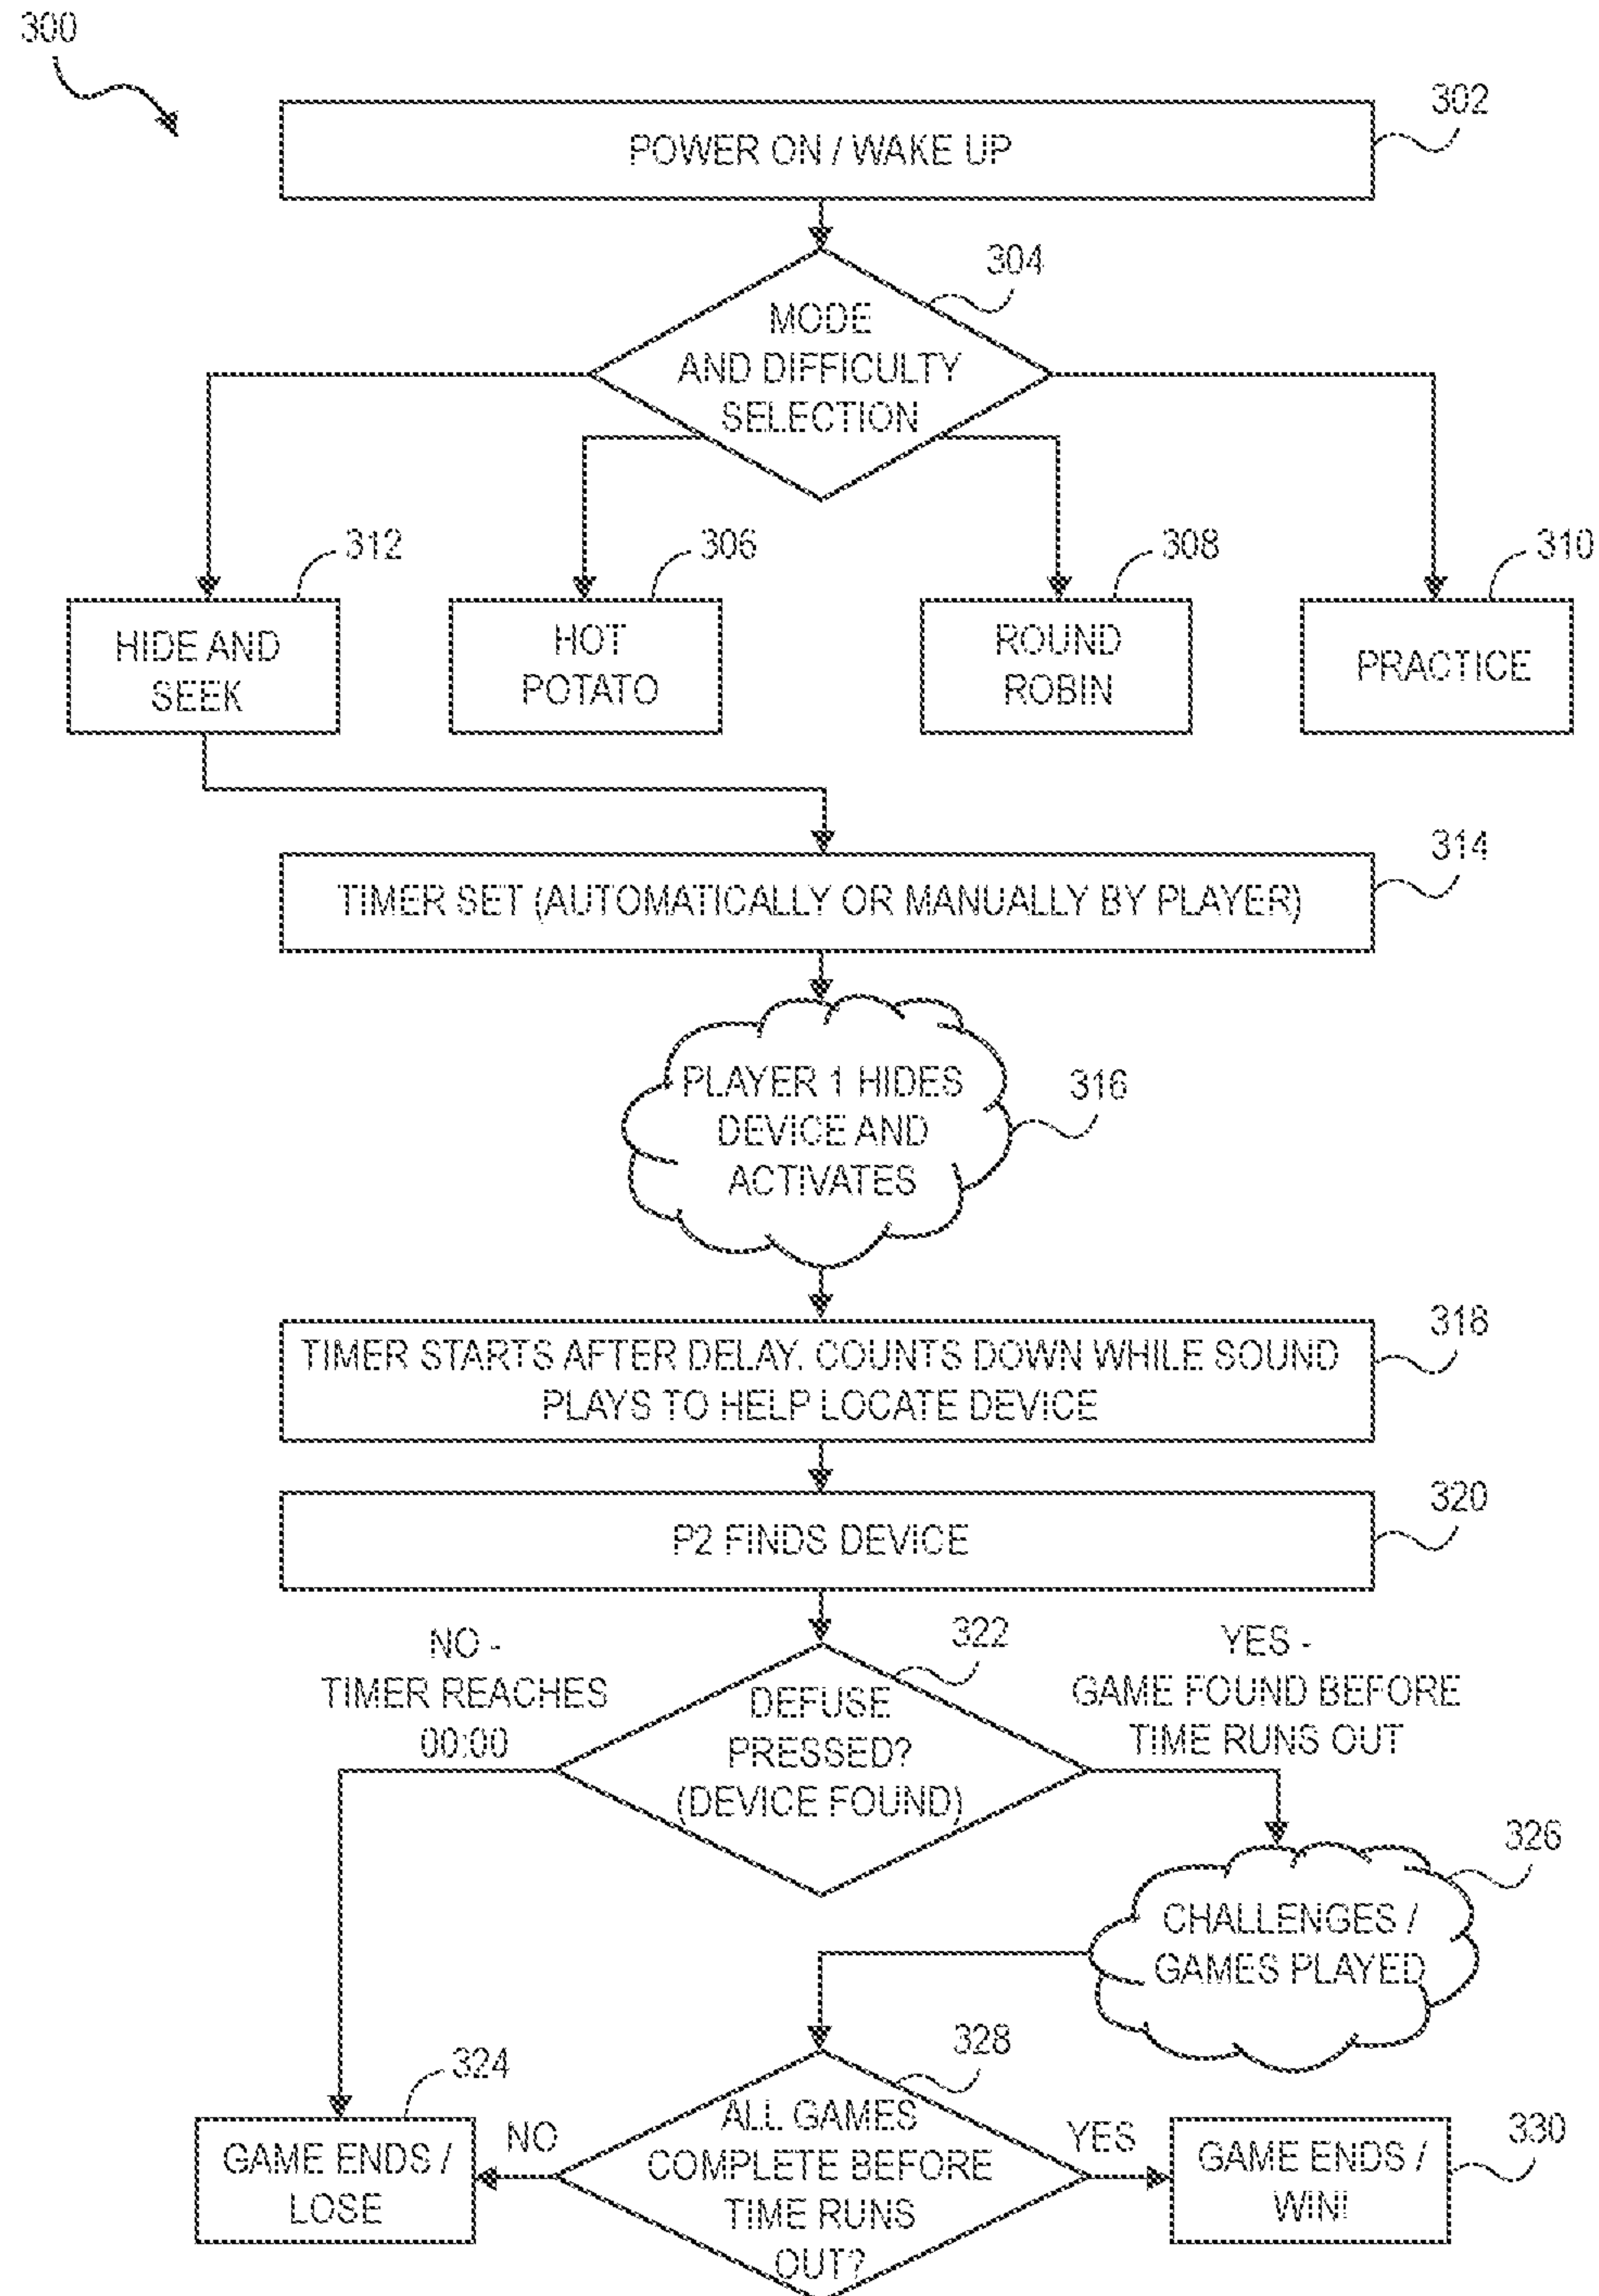 300
302
POWER ON / WAKE UP
304
MODE
AND DIFFICULTY
SELECTION
312
306
308
310
HIDE AND
SEEK
HOT
POTATO
ROUND
ROBIN
PRACTICE
314
TIMER SET (AUTOMATICALLY OR MANUALLY BY PLAYER)
316
PLAYER 1 HIDES
DEVICE AND
ACTIVATES
318
TIMER STARTS AFTER DELAY. COUNTS DOWN WHILE SOUND
PLAYS TO HELP LOCATE DEVICE
320
P2 FINDS DEVICE
322
NO -
TIMER REACHES
00:00
DEFUSE
PRESSED?
(DEVICE FOUND)
YES -
GAME FOUND BEFORE
TIME RUNS OUT
326
CHALLENGES /
GAMES PLAYED
324
328
330
GAME ENDS /
LOSE
NO
ALL GAMES
COMPLETE BEFORE
TIME RUNS
OUT?
YES
GAME ENDS /
WIN!